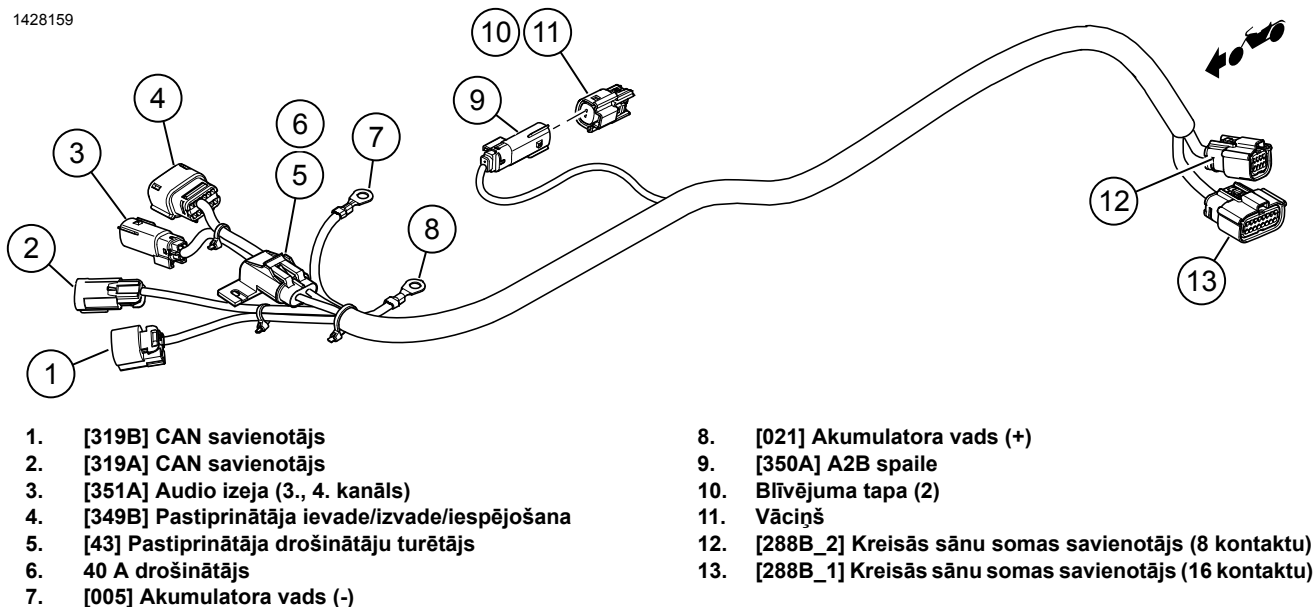 1428159
10 11
4
9
6
7
3
5
8
2
12
13
1
1. [319B] CAN savienotājs
2. [319A] CAN savienotājs
3. [351A] Audio izeja (3., 4. kanāls)
4. [349B] Pastiprinātāja ievade/izvade/iespējošana
5. [43] Pastiprinātāja drošinātāju turētājs
6. 40 A drošinātājs
7. [005] Akumulatora vads (-)
8. [021] Akumulatora vads (+)
9. [350A] A2B spaile
10. Blīvējuma tapa (2)
11. Vāciņš
12. [288B_2] Kreisās sānu somas savienotājs (8 kontaktu)
13. [288B_1] Kreisās sānu somas savienotājs (16 kontaktu)